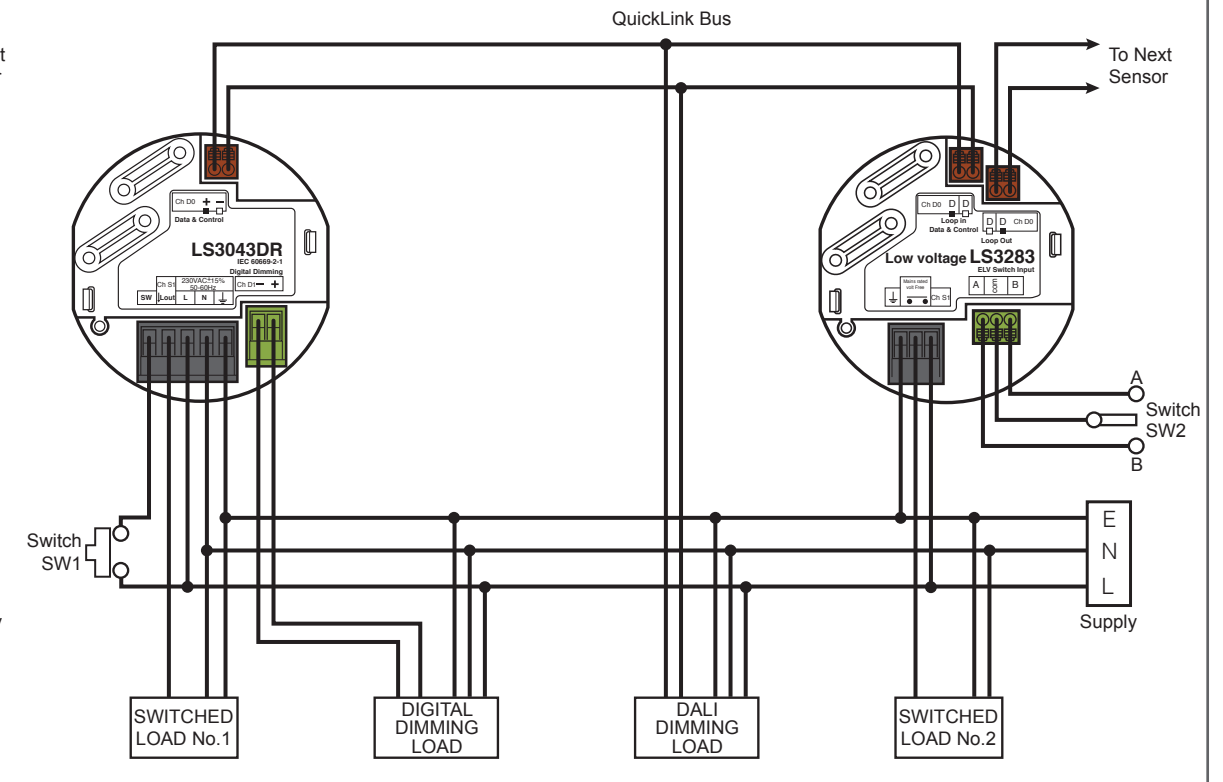 QuickLink Bus
To Next
Sensor
Ch D0 + −
Data & Control
LS3043DR
IEC 60669-2-1
Digital Dimming
Ch S1 230VAC±15% Ch D1 − +
50-60Hz
SW Lout L N
Ch D0 D D
Loop in
Data & Control
D D Ch D0
Loop Out
Low voltage LS3283
ELV Switch Input
Mains rated
volt Free
Ch S1
A COM B
A
Switch
SW2
B
Switch
SW1
E
N
L
Supply
SWITCHED
LOAD No.1
DIGITAL
DIMMING
LOAD
DALI
DIMMING
LOAD
SWITCHED
LOAD No.2